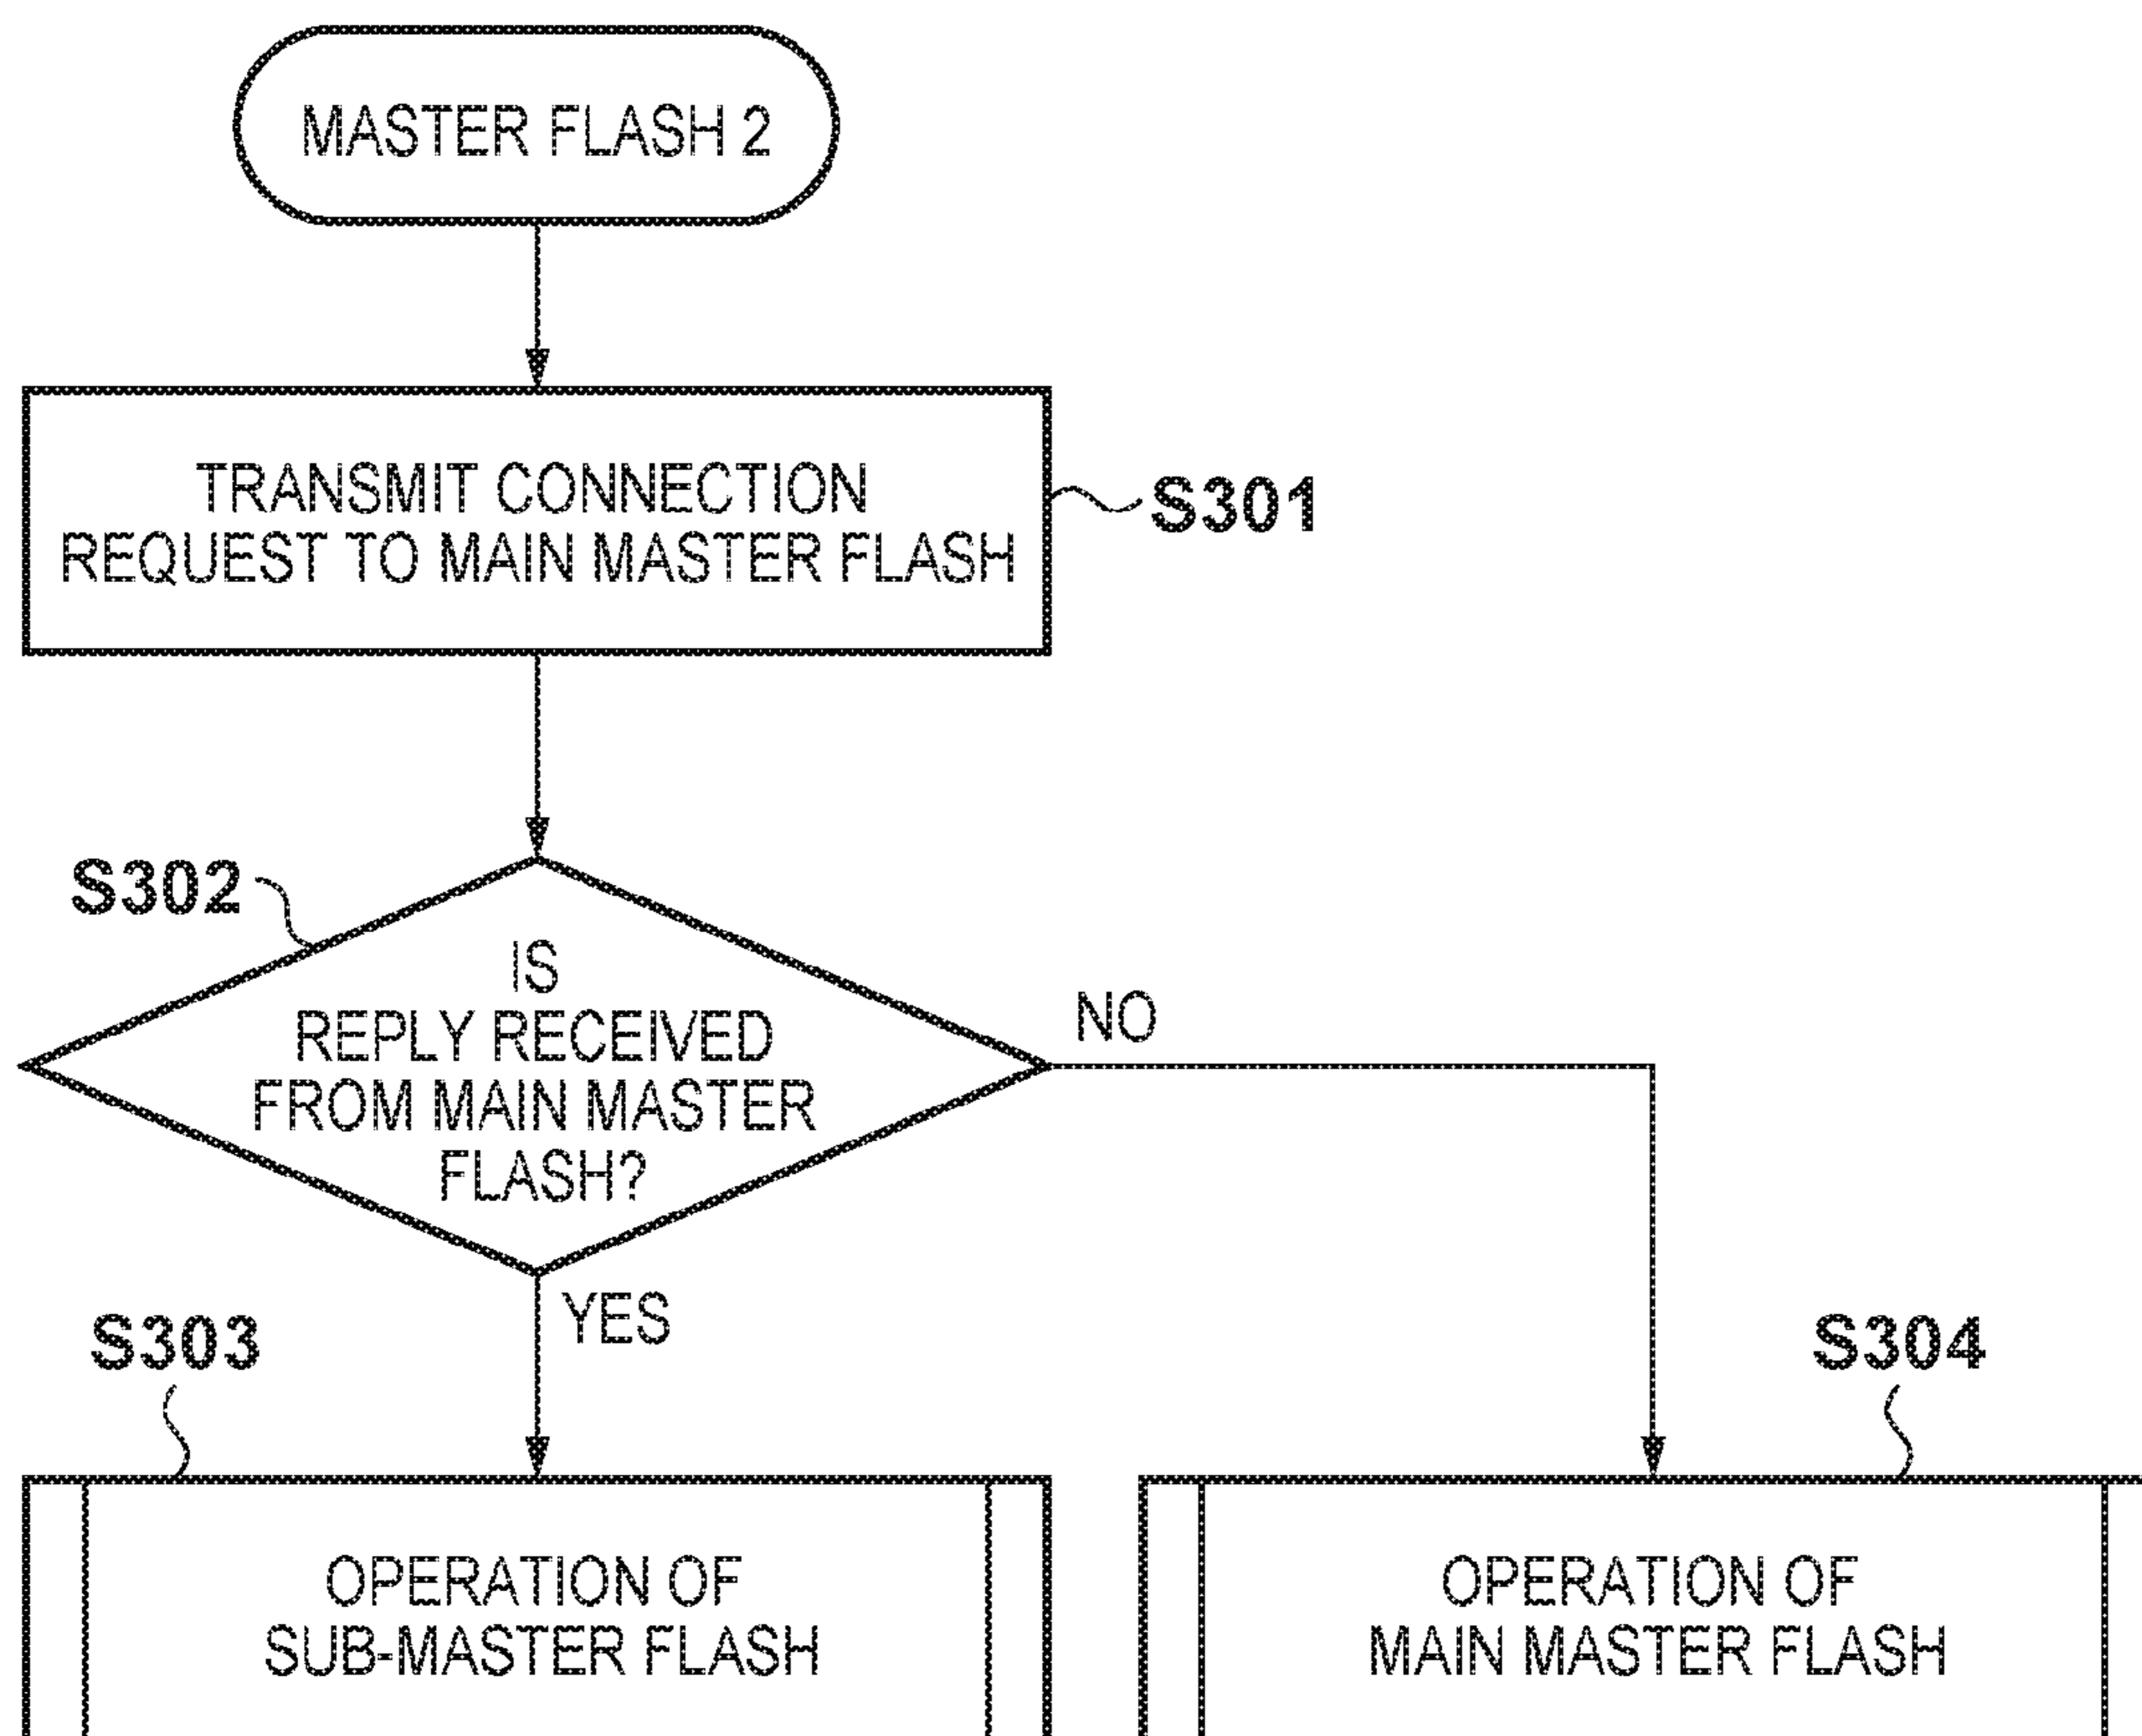 MASTER FLASH 2
TRANSMIT CONNECTION
REQUEST TO MAIN MASTER FLASH
S301
S302
IS
REPLY RECEIVED
FROM MAIN MASTER
FLASH?
NO
YES
S303
S304
OPERATION OF
SUB-MASTER FLASH
OPERATION OF
MAIN MASTER FLASH